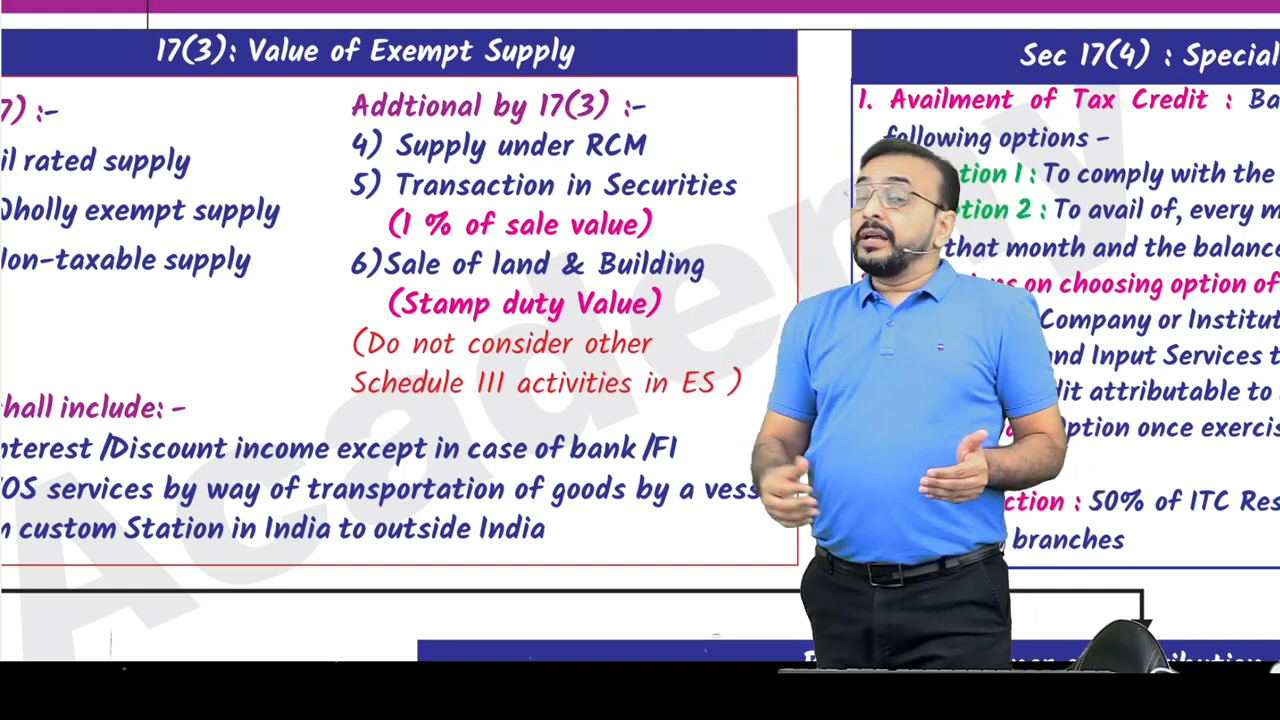 17(3): Value of Exempt Supply
7) :-
il rated supply
Wholly exempt supply
Non-taxable supply
Addtional by 17(3) :-
4) Supply under RCM
5) Transaction in Securities
(1 % of sale value)
6)Sale of land & Building
(Stamp duty Value)
(Do not consider other
Schedule III activities in ES )
shall include: -
nterest /Discount income except in case of bank /FI
OS services by way of transportation of goods by a vess
custom Station in India to outside India
Sec 17(4) : Special
1. Availment of Tax Credit : Ba
following options -
tion 1 : To comply with the
tion 2 : To avail of, every m
that month and the balance
ons on choosing option of
Company or Institut
nd Input Services t
dit attributable to
Option once exercis
ction : 50% of ITC Res
branches
Academy